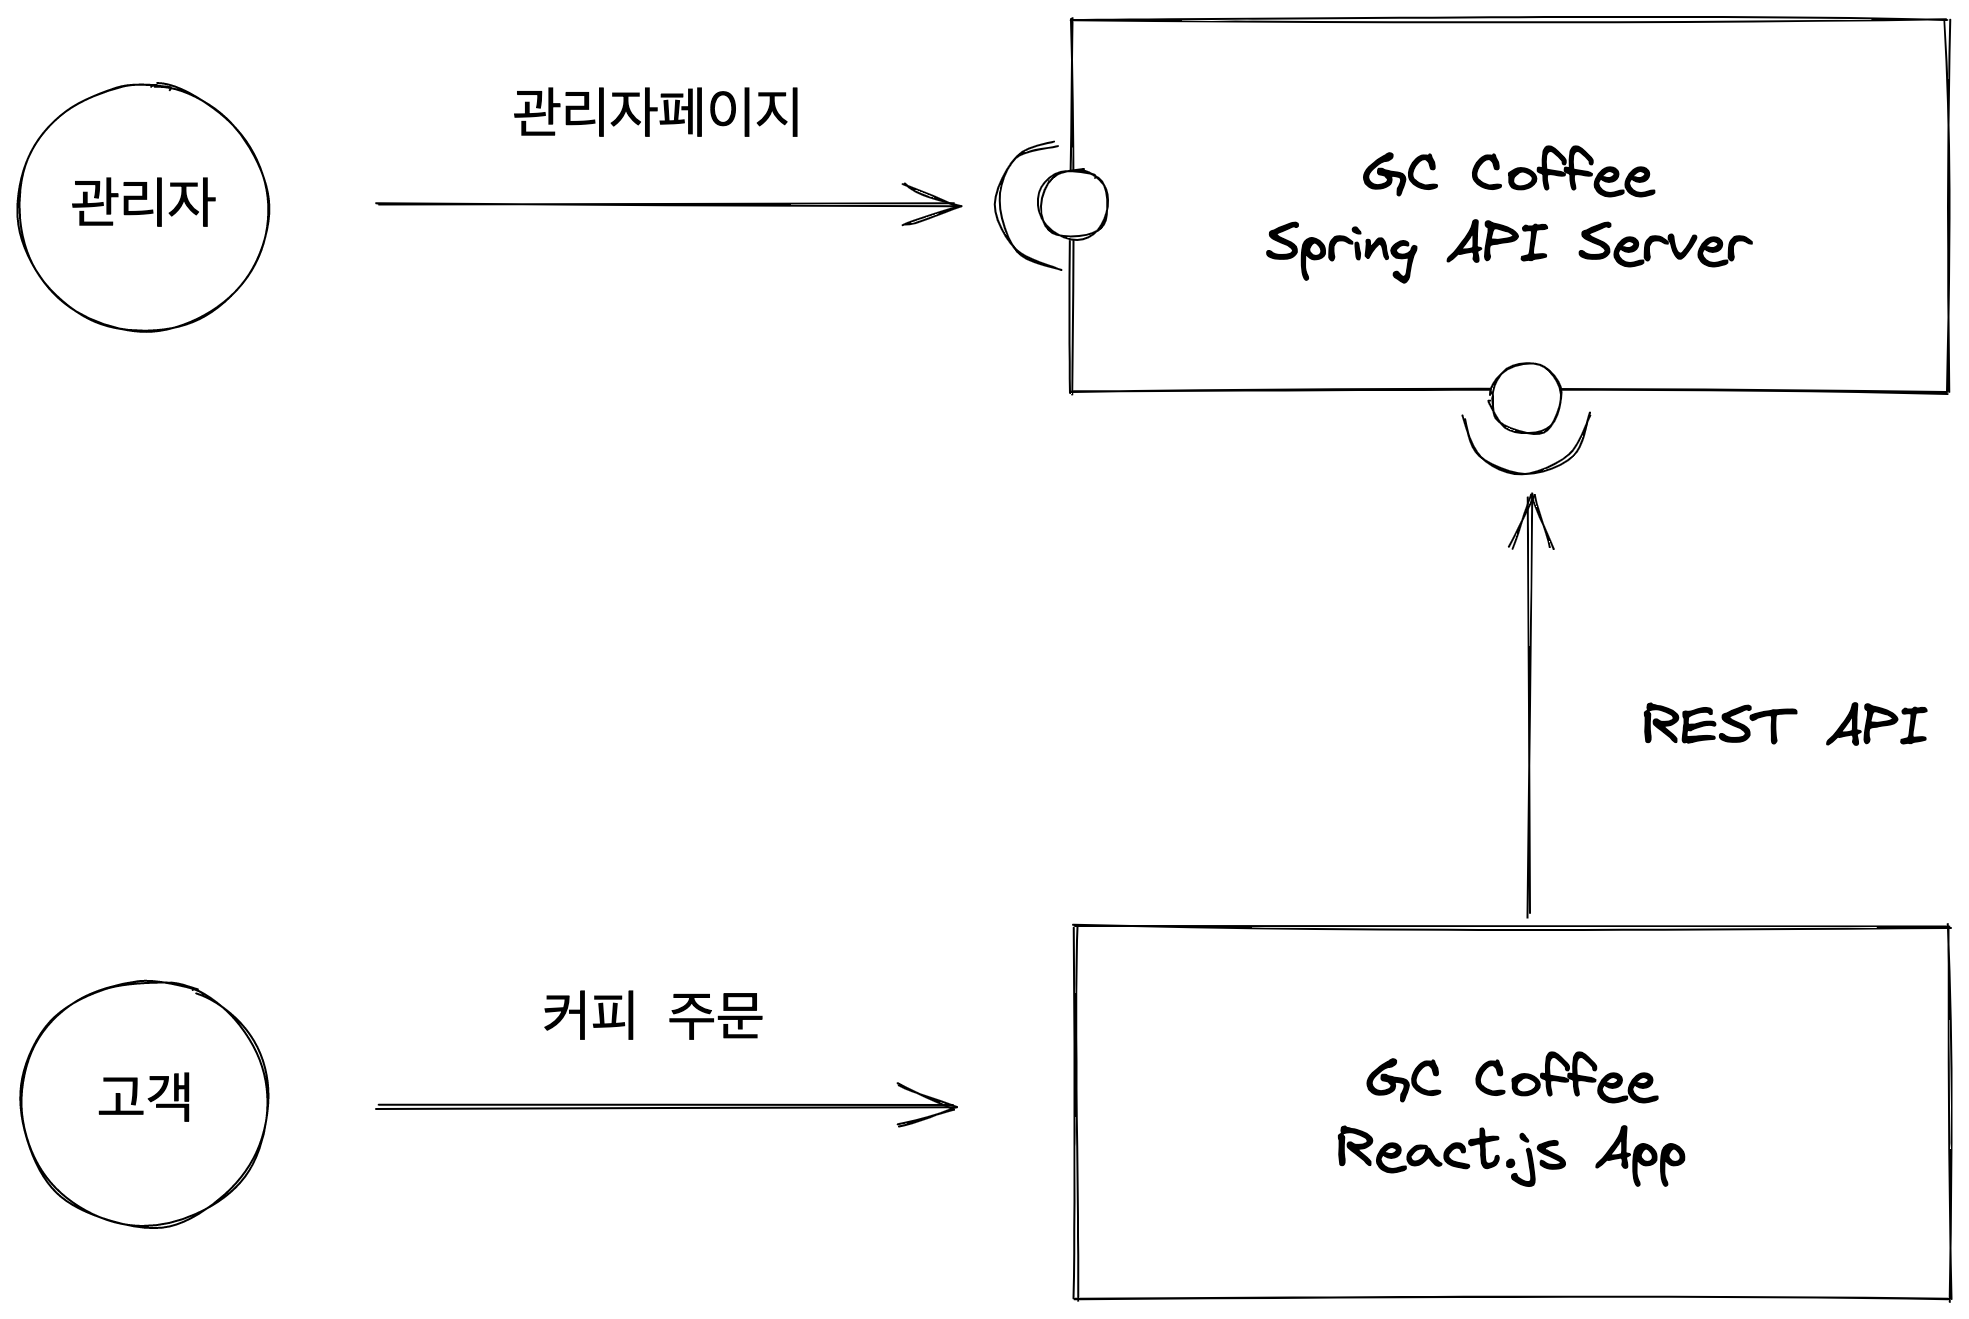 관리자
관리자페이지
GC Coffee
Spring API Server
REST API
고객
커피 주문
GC Coffee
React.js App